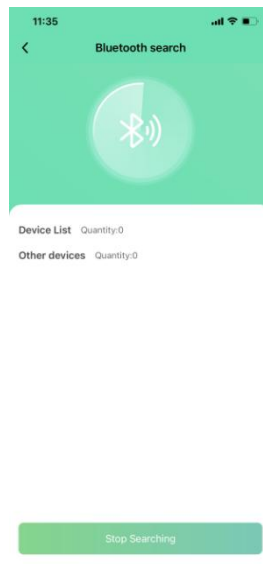 11:35
Bluetooth search
Device List Quantity:0
Other devices Quantity:0
Stop Searching